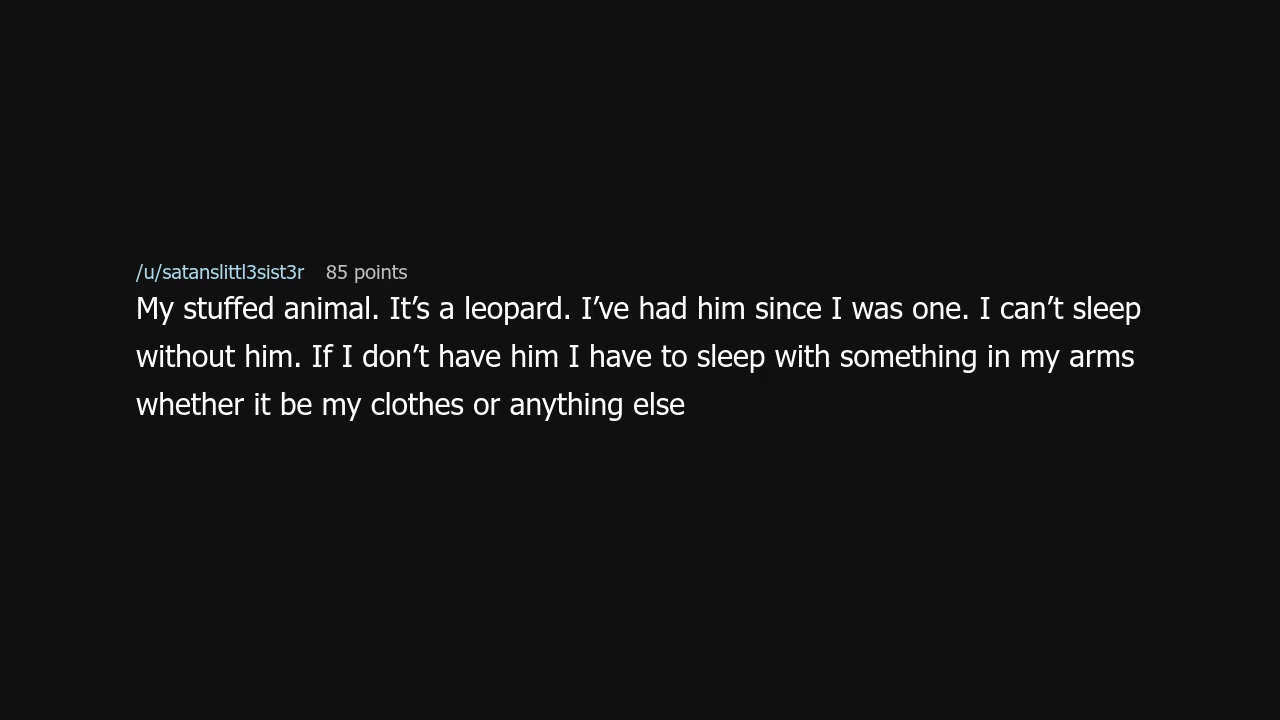 /u/satanslittl3sist3r 85 points
My stuffed animal. It’s a leopard. I’ve had him since I was one. I can’t sleep
without him. If I don’t have him I have to sleep with something in my arms
whether it be my clothes or anything else